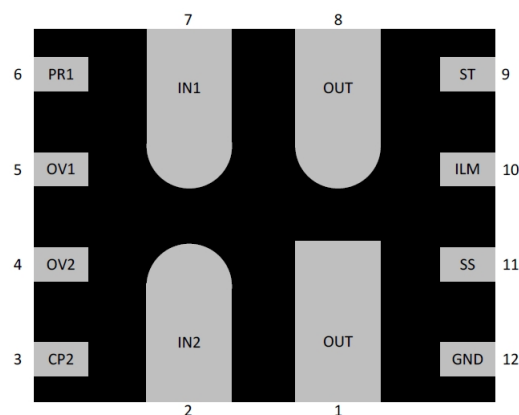 7 8
6 PR1 IN1 OUT ST 9
5 OV1 ILM 10
4 OV2 SS 11
3 CP2 IN2 OUT GND 12
2 1